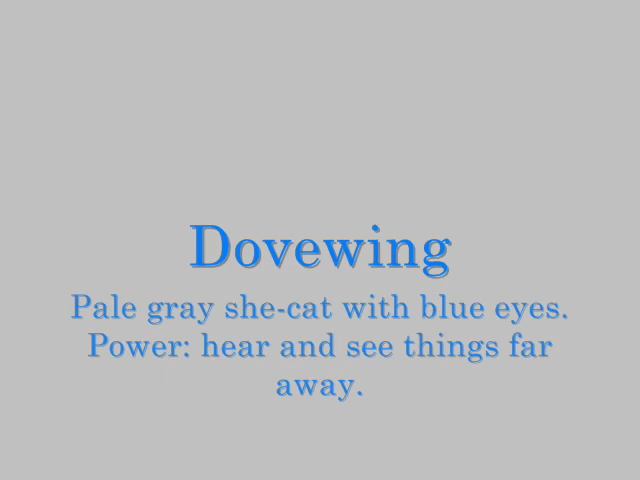 Dovewing
Pale gray she-cat with blue eyes.
Power: hear and see things far
away.